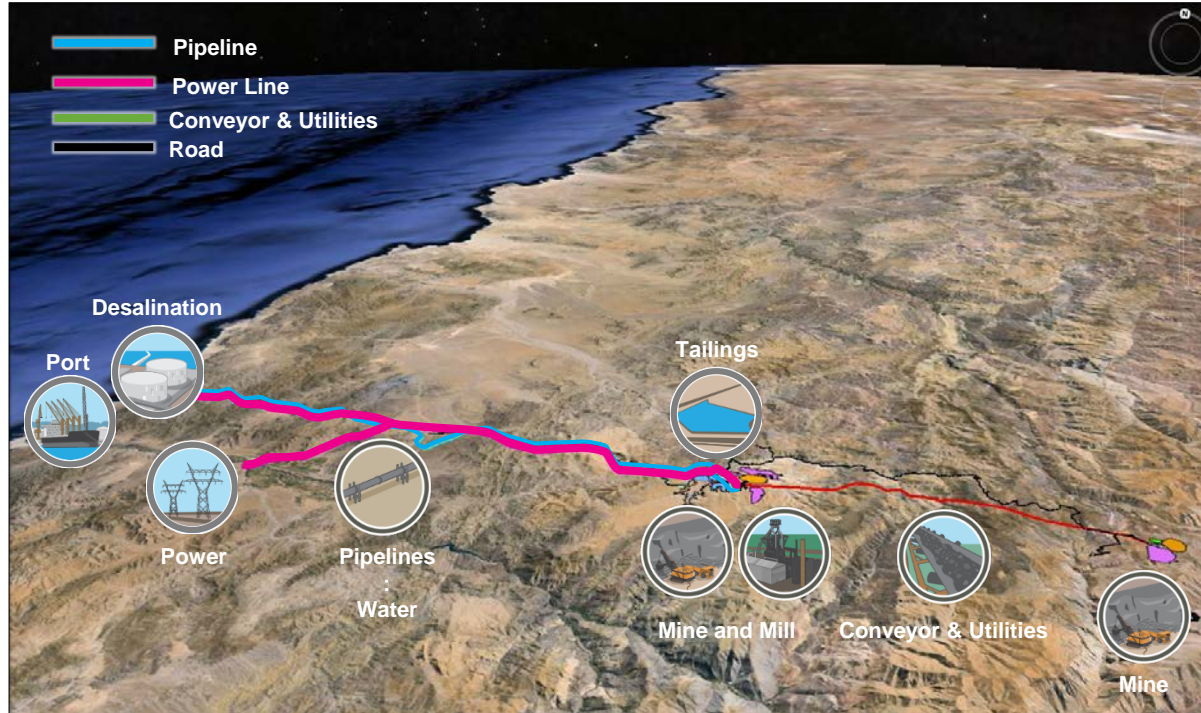 N
Pipeline
Power Line
Conveyor & Utilities
Road
Desalination
Port
Tailings
Power
Pipelines
:
Water
Mine and Mill
Conveyor & Utilities
Mine